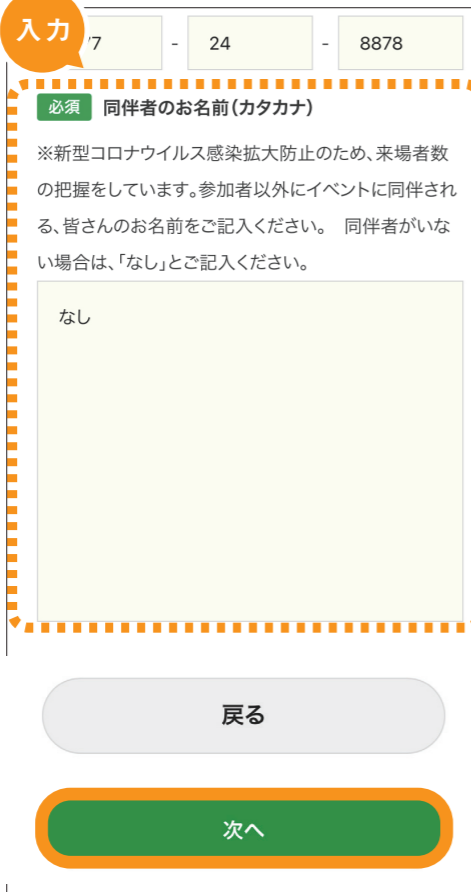 入力
7 - 24 - 8878
必須 同伴者のお名前(カタカナ)
※新型コロナウイルス感染拡大防止のため、来場者数
の把握をしています。参加者以外にイベントに同伴され
る、皆さんのお名前をご記入ください。　同伴者がいな
い場合は、「なし」とご記入ください。
なし
戻る
次へ